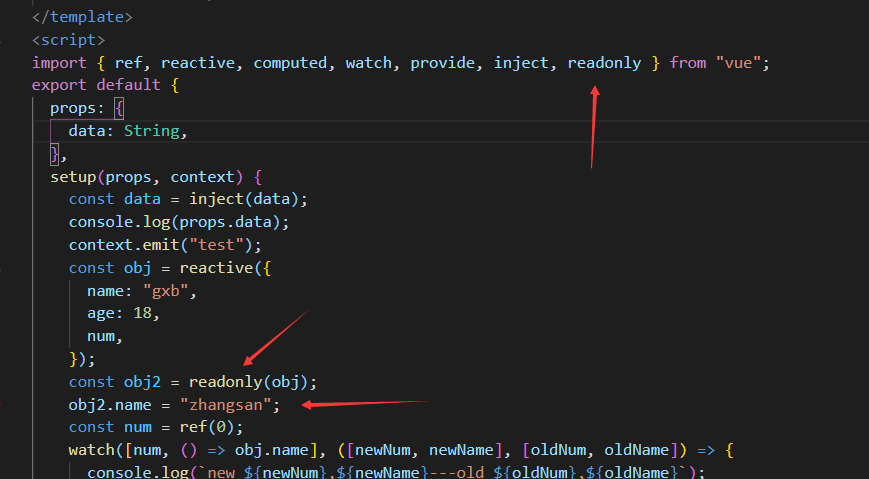 </template>
<script>
import { ref, reactive, computed, watch, provide, inject, readonly } from "vue";
export default {
props: {
data: String,
},
setup(props, context) {
const data = inject(data);
console.log(props.data);
context.emit("test");
const obj = reactive({
name: "gxb",
age: 18,
num,
});
const obj2 = readonly(obj);
obj2.name = "zhangsan";
const num = ref(0);
watch([num, () => obj.name], ([newNum, newName], [oldNum, oldName]) => {
console.log(`new ${newNum},${newName}---old ${oldNum},${oldName}`);